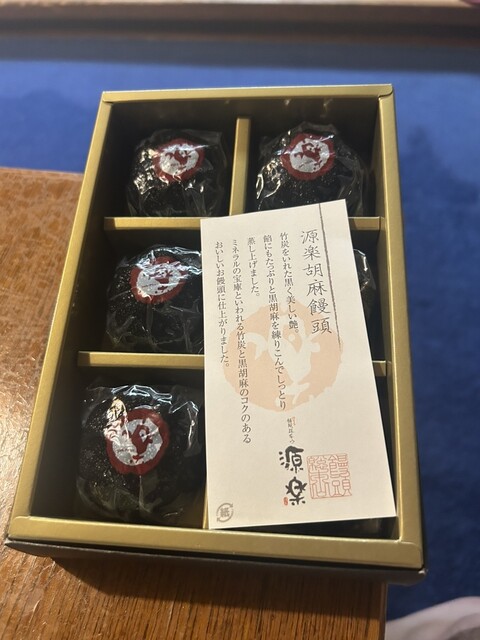 源楽胡麻饅頭
竹炭をいれた黒く美しい艶。
餡にもたっぷりと黒胡麻を練りこんでしっとり
蒸し上げました。
ミネラルの宝庫といわれる竹炭と黒胡麻のコクのある
おいしいお饅頭に仕上がりました。
源楽
饅頭
紙